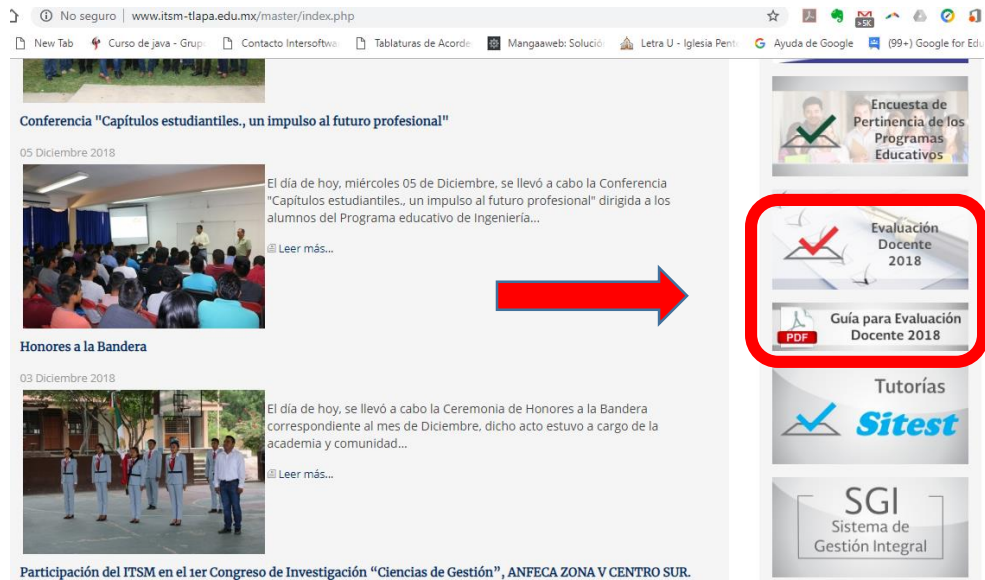 No seguro | www.itsm-tlapa.edu.mx/master/index.php
>5K
New Tab
Curso de java - Grup
Contacto Intersoftwa
Tablaturas de Acorde
Mangaaweb: Solució
Letra U - Iglesia Pent
Ayuda de Google
(99+) Google for Edu
Conferencia "Capítulos estudiantiles., un impulso al futuro profesional"
05 Diciembre 2018
El día de hoy, miércoles 05 de Diciembre, se llevó a cabo la Conferencia
"Capítulos estudiantiles., un impulso al futuro profesional" dirigida a los
alumnos del Programa educativo de Ingeniería...
Leer más...
Honores a la Bandera
03 Diciembre 2018
El día de hoy, se llevó a cabo la Ceremonia de Honores a la Bandera
correspondiente al mes de Diciembre, dicho acto estuvo a cargo de la
academia y comunidad...
Leer más...
Participación del ITSM en el 1er Congreso de Investigación “Ciencias de Gestión”, ANFECA ZONA V CENTRO SUR.
Encuesta de
Pertinencia de los
Programas
Educativos
Evaluación
Docente
2018
PDF
Guía para Evaluación
Docente 2018
Tutorías
Sitest
SGI
Sistema de
Gestión Integral